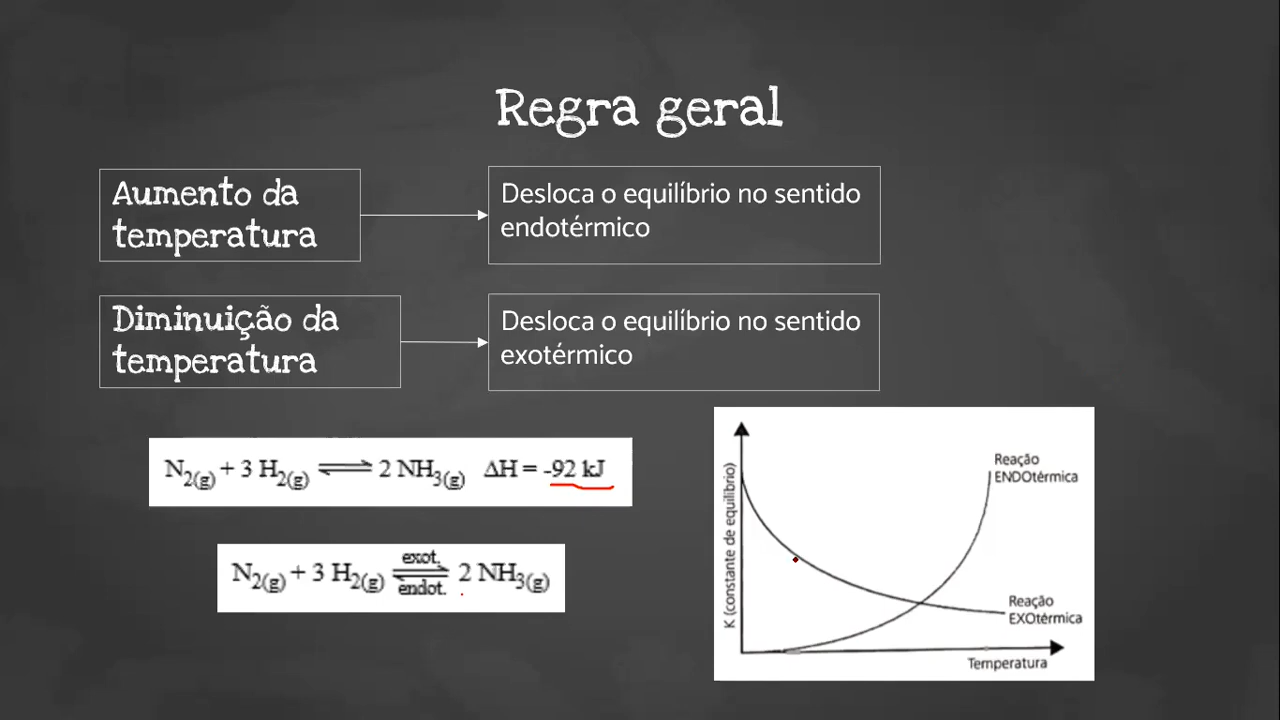 Regra geral
Aumento da
temperatura
Desloca o equilíbrio no sentido
endotérmico
Diminuição da
temperatura
Desloca o equilíbrio no sentido
exotérmico
N2(g) + 3 H2(g) ⇌ 2 NH3(g) ΔH = -92 kJ
exot.
N2(g) + 3 H2(g) ⇌ 2 NH3(g)
endot.
K (constante de equilíbrio)
Reação
ENDOtérmica
Reação
EXOtérmica
Temperatura